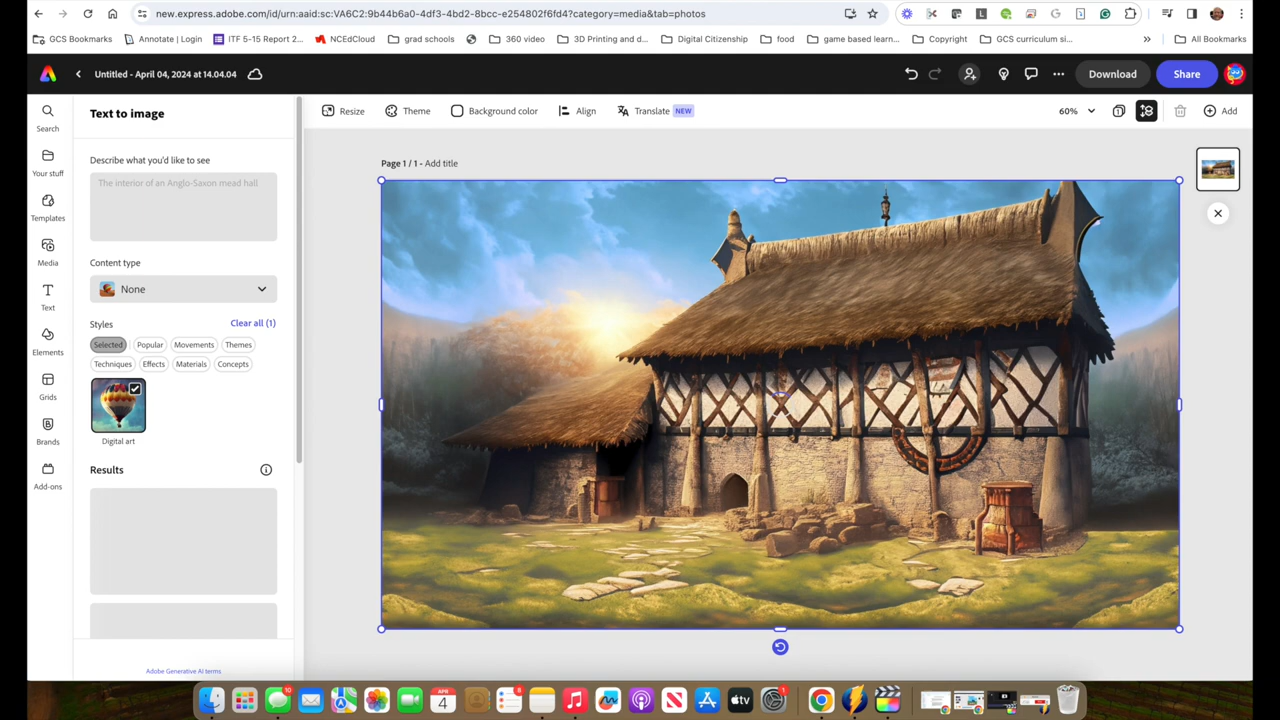 new.express.adobe.com/id/urn:aaid:sc:VA6C2:9b44b6a0-4df3-4bd2-8bcc-e254802f6fd4?category=media&tab=photos
GCS Bookmarks
Annotate | Login
ITF 5-15 Report 2...
NCEdCloud
grad schools
360 video
3D Printing and d...
Digital Citizenship
food
game based learn...
Copyright
GCS curriculum si...
»
All Bookmarks
Untitled - April 04, 2024 at 14.04.04
Download
Share
Search
Your stuff
Templates
Media
Text
Elements
Grids
Brands
Add-ons
Text to image
Describe what you'd like to see
The interior of an Anglo-Saxon mead hall
Content type
None
Styles
Clear all (1)
Selected
Popular
Movements
Themes
Techniques
Effects
Materials
Concepts
Digital art
Results
Adobe Generative AI terms
Resize
Theme
Background color
Align
Translate
NEW
60%
Add
Page 1 / 1 - Add title
10
APR
4
8
tv
1